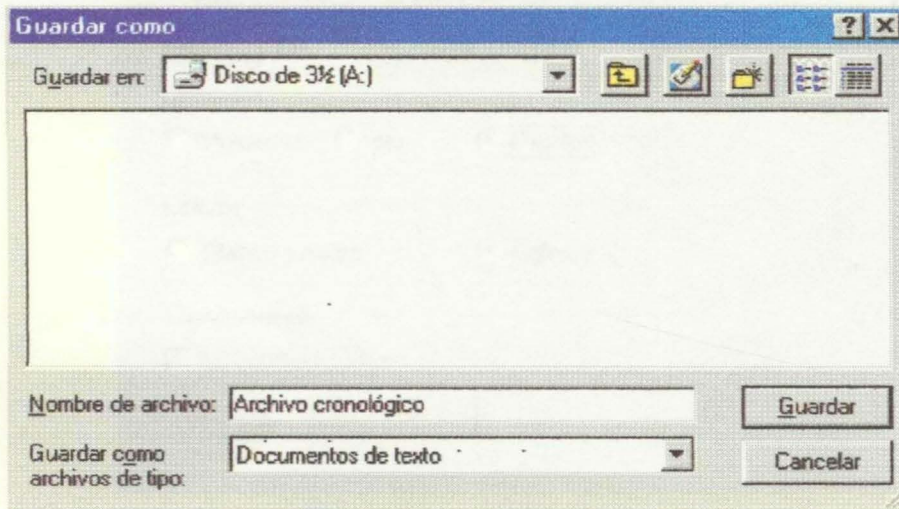 Guardar como
Guardar en: Disco de 3½ (A:)
Nombre de archivo: Archivo cronológico
Guardar
Guardar como
archivos de tipo: Documentos de texto
Cancelar